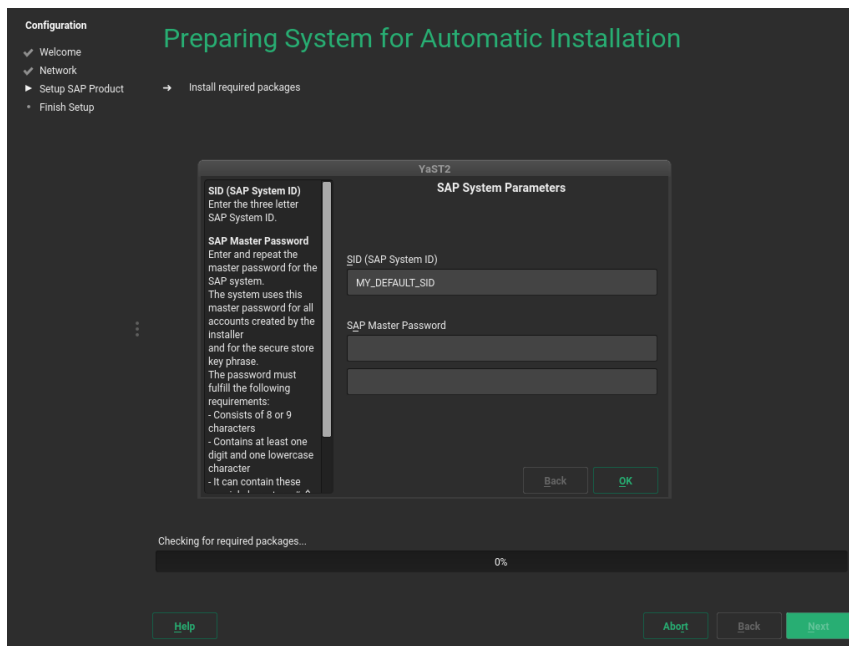 Configuration
Welcome
Network
Setup SAP Product
Finish Setup
Preparing System for Automatic Installation
Install required packages
YaST2
SID (SAP System ID)
Enter the three letter
SAP System ID.
SAP Master Password
Enter and repeat the
master password for the
SAP system.
The system uses this
master password for all
accounts created by the
installer
and for the secure store
key phrase.
The password must
fulfill the following
requirements:
- Consists of 8 or 9
characters
- Contains at least one
digit and one lowercase
character
- It can contain these
SAP System Parameters
SID (SAP System ID)
MY_DEFAULT_SID
SAP Master Password
Back
OK
Checking for required packages...
0%
Help
Abort
Back
Next